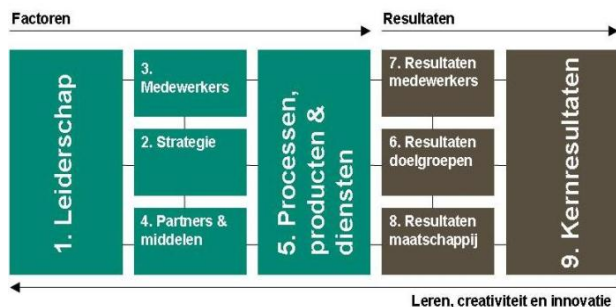 Factoren
Resultaten
1. Leiderschap
3.
Medewerkers
2. Strategie
4. Partners &
middelen
5. Processen,
producten &
diensten
7. Resultaten
medewerkers
6. Resultaten
doelgroepen
8. Resultaten
maatschappij
9. Kernresultaten
Leren, creativiteit en innovatie